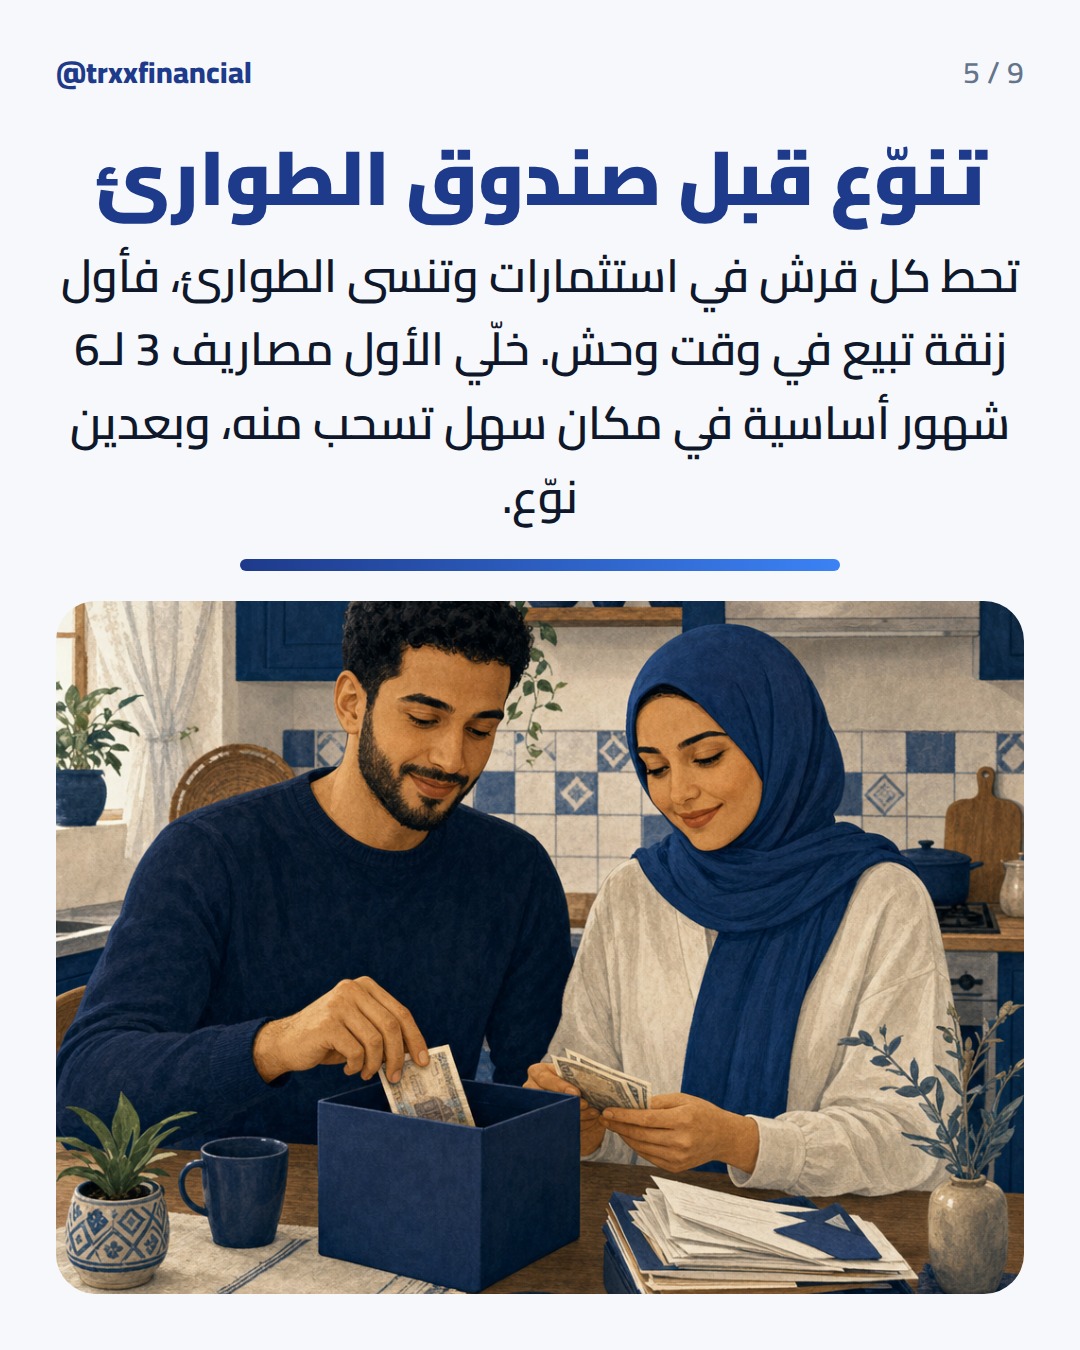 @trxxfinancial
5 / 9
تنوّع قبل صندوق الطوارئ
تحط كل قرش في استثمارات وتنسى الطوارئ، فأول
زنقة تبيع في وقت وحش. خلّي الأول مصاريف 3 لـ6
شهور أساسية في مكان سهل تسحب منه، وبعدين
نوّع.